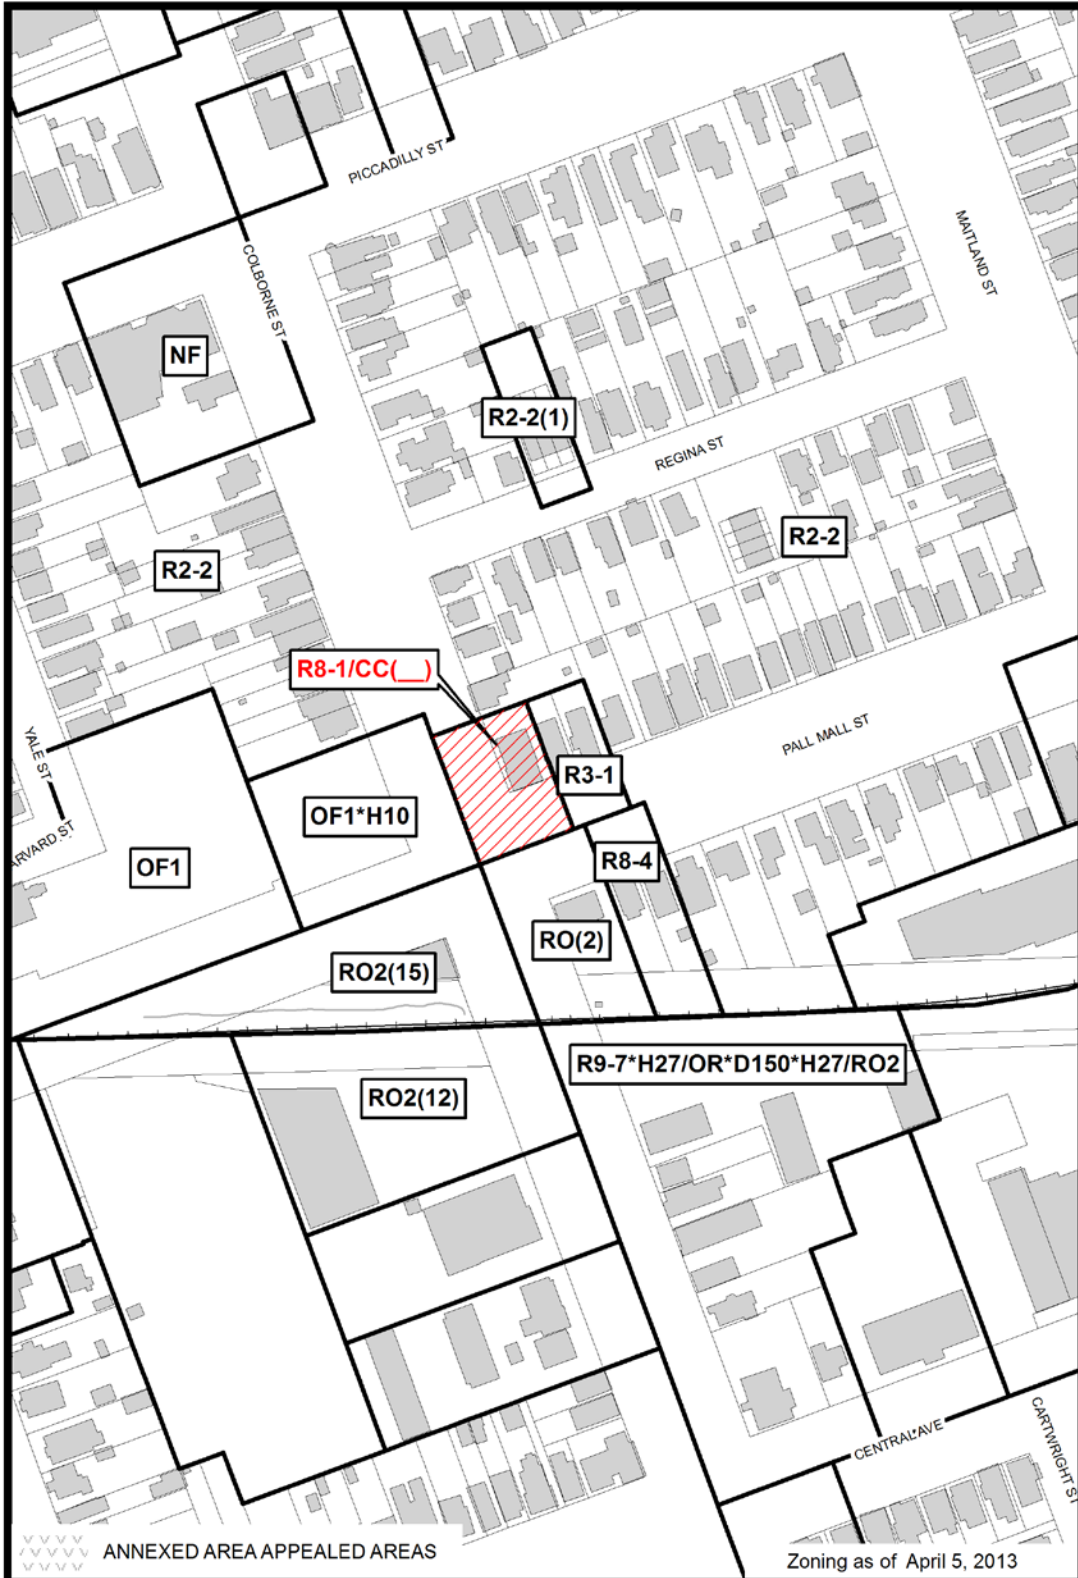 PICCADILLY ST
MAITLAND ST
COLBORNE ST
NF
R2-2(1)
REGINA ST
R2-2
R2-2
R8-1/CC(__)
PALL MALL ST
YALE ST
R3-1
OF1*H10
ARVARD ST
OF1
R8-4
RO(2)
RO2(15)
R9-7*H27/OR*D150*H27/RO2
RO2(12)
CENTRAL AVE
CARTWRIGHT ST
ANNEXED AREA APPEALED AREAS
Zoning as of April 5, 2013